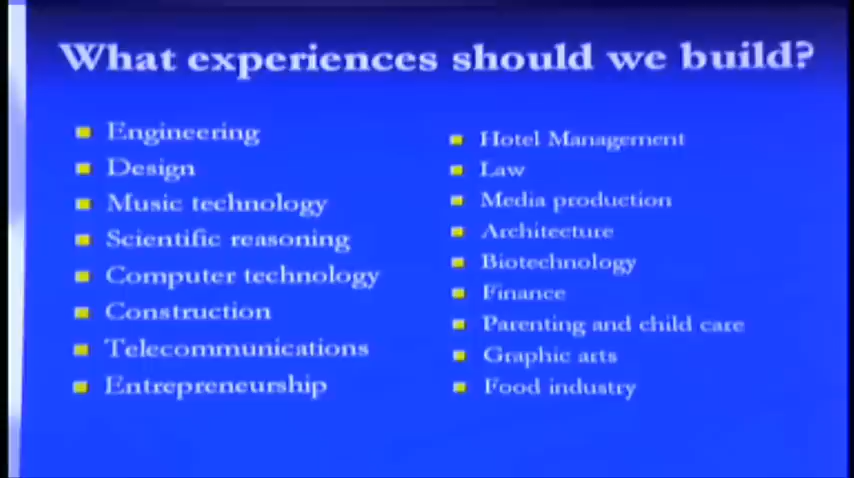 What experiences should we build?
Engineering
Design
Music technology
Scientific reasoning
Computer technology
Construction
Telecommunications
Entrepreneurship
Hotel Management
Law
Media production
Architecture
Biotechnology
Finance
Parenting and child care
Graphic arts
Food industry